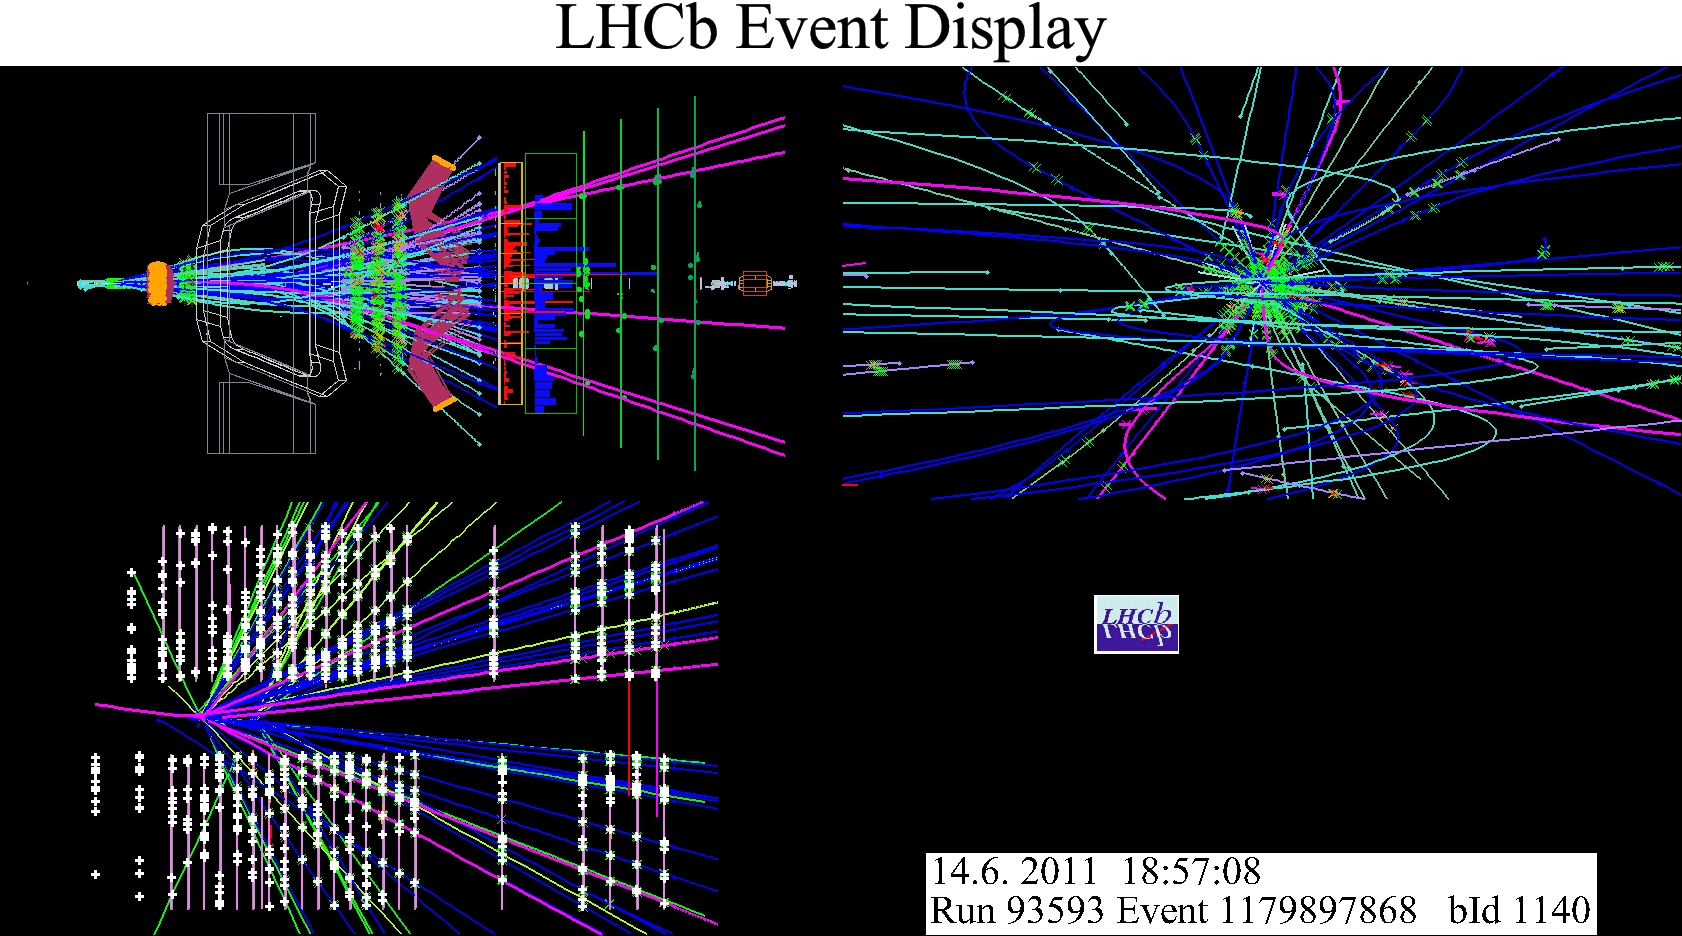 LHCb Event Display
LHCb
14.6. 2011 18:57:08
Run 93593 Event 1179897868 bId 1140